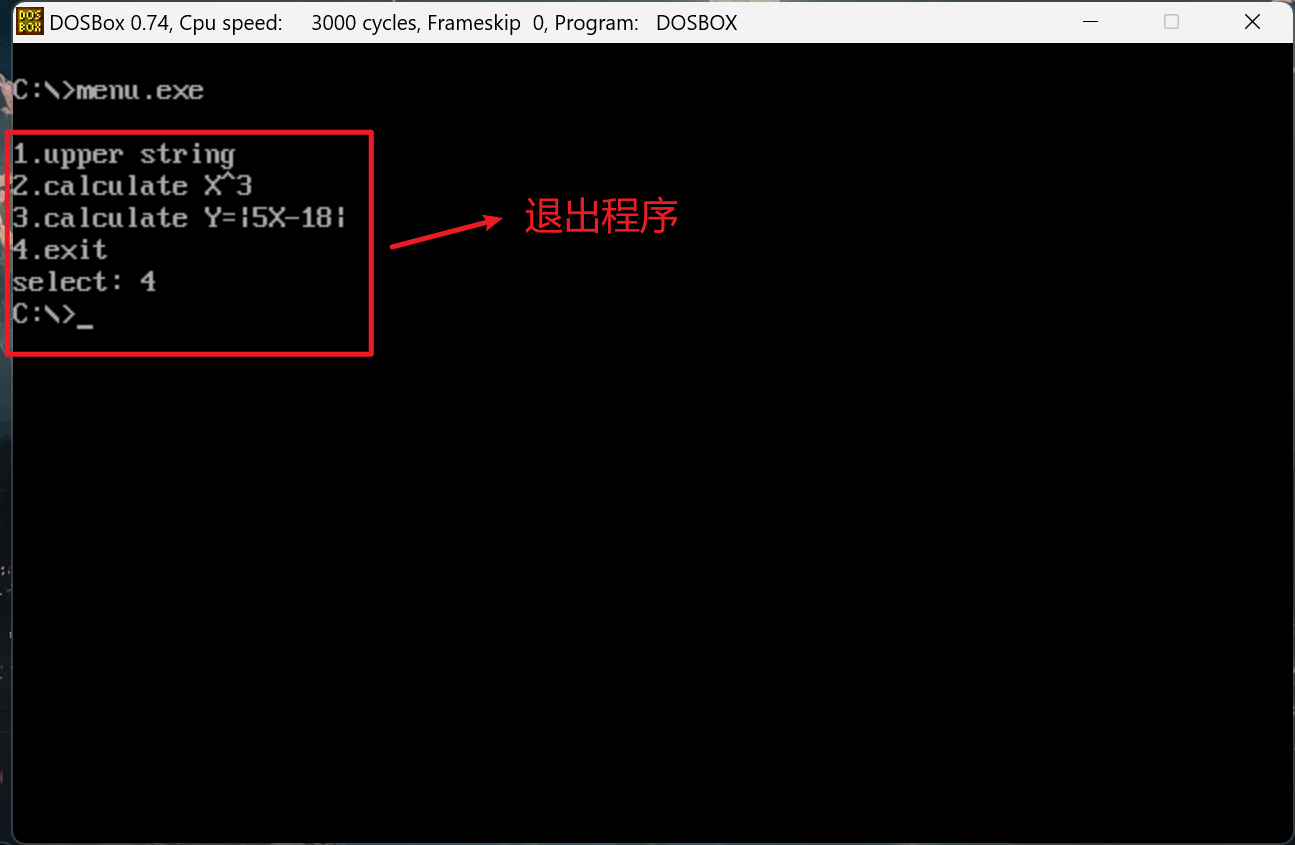 DOS
BOX
DOSBox 0.74, Cpu speed: 3000 cycles, Frameskip 0, Program: DOSBOX
C:\>menu.exe
1.upper string
2.calculate X^3
3.calculate Y=|5X-18|
4.exit
select: 4
C:\>_
退出程序